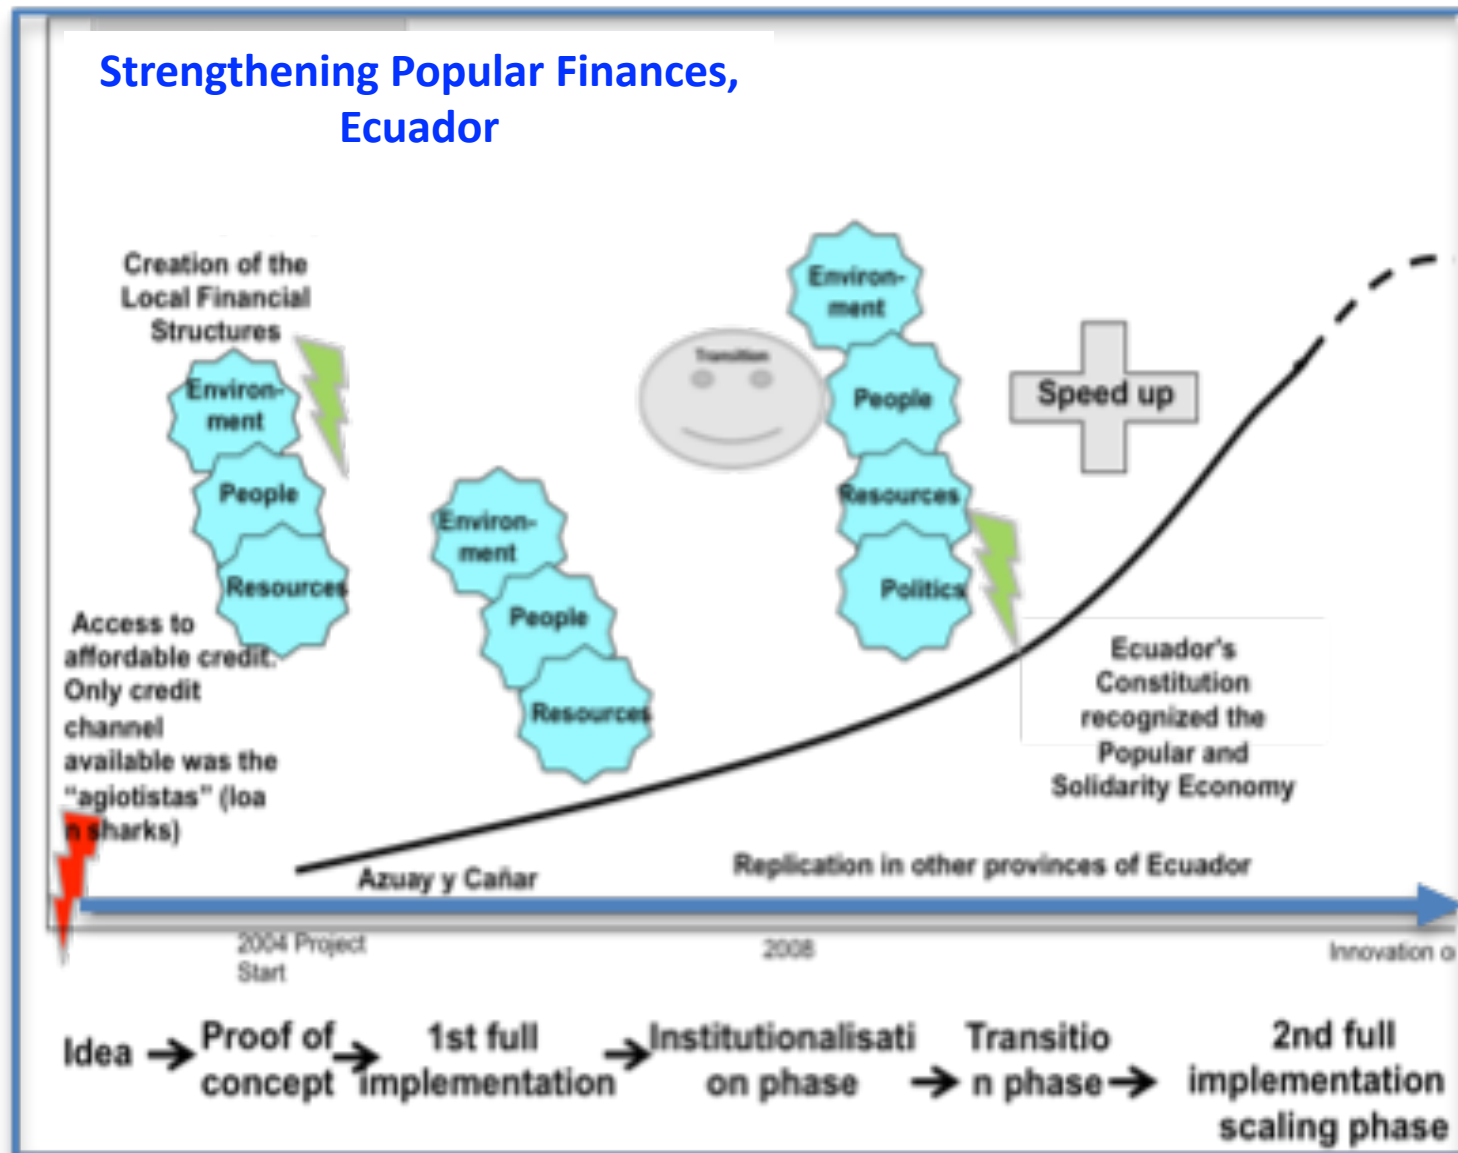 Strengthening Popular Finances,
Ecuador
Creation of the
Local Financial
Structures
Environ-
ment
People
Resources
Access to
affordable credit.
Only credit
channel
available was the
“agiotistas” (loa
n sharks)
Environ-
ment
People
Resources
Transition
Environ-
ment
People
Resources
Politics
Speed up
Ecuador's
Constitution
recognized the
Popular and
Solidarity Economy
Azuay y Cañar
Replication in other provinces of Ecuador
2004 Project
Start
2008
Innovation o
Idea
Proof of
concept
1st full
implementation
Institutionalisati
on phase
Transitio
n phase
2nd full
implementation
scaling phase